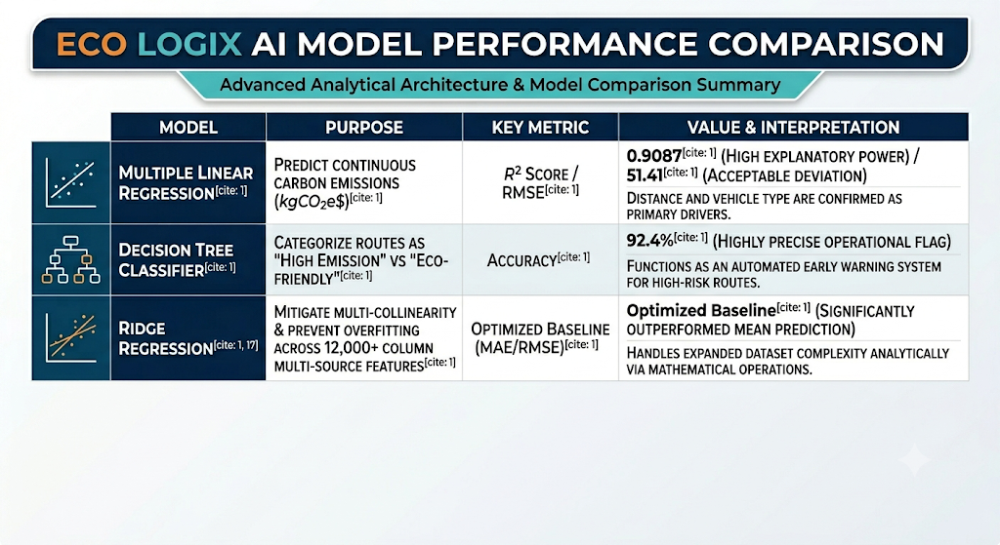 ECO LOGIX AI MODEL PERFORMANCE COMPARISON
Advanced Analytical Architecture & Model Comparison Summary
MODEL
PURPOSE
KEY METRIC
VALUE & INTERPRETATION
MULTIPLE LINEAR
REGRESSION[cite: 1]
PREDICT CONTINUOUS
CARBON EMISSIONS
(kgCO₂e$)[cite: 1]
R² SCORE /
RMSE[cite: 1]
0.9087[cite: 1] (HIGH EXPLANATORY POWER) /
51.41[cite: 1] (ACCEPTABLE DEVIATION)
DISTANCE AND VEHICLE TYPE ARE CONFIRMED AS
PRIMARY DRIVERS.
DECISION TREE
CLASSIFIER[cite: 1]
CATEGORIZE ROUTES AS
"HIGH EMISSION" VS "ECO-
FRIENDLY"[cite: 1]
ACCURACY[cite: 1]
92.4%[cite: 1] (HIGHLY PRECISE OPERATIONAL FLAG)
FUNCTIONS AS AN AUTOMATED EARLY WARNING SYSTEM
FOR HIGH-RISK ROUTES.
RIDGE
REGRESSION[cite: 1, 17]
MITIGATE MULTI-COLLINEARITY
& PREVENT OVERFITTING
ACROSS 12,000+ COLUMN
MULTI-SOURCE FEATURES[cite: 1]
OPTIMIZED BASELINE
(MAE/RMSE)[cite: 1]
Optimized Baseline[cite: 1] (SIGNIFICANTLY
OUTPERFORMED MEAN PREDICTION)
HANDLES EXPANDED DATASET COMPLEXITY ANALYTICALLY
VIA MATHEMATICAL OPERATIONS.